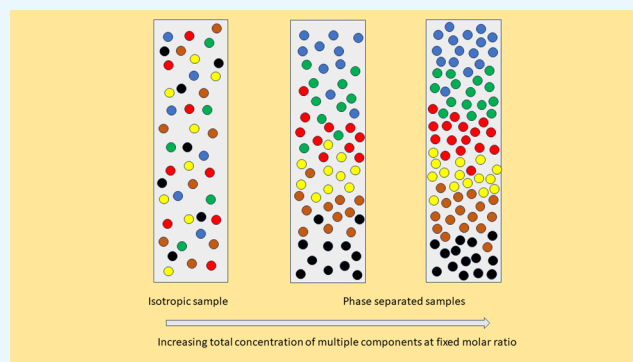 Isotropic sample
Phase separated samples
Increasing total concentration of multiple components at fixed molar ratio